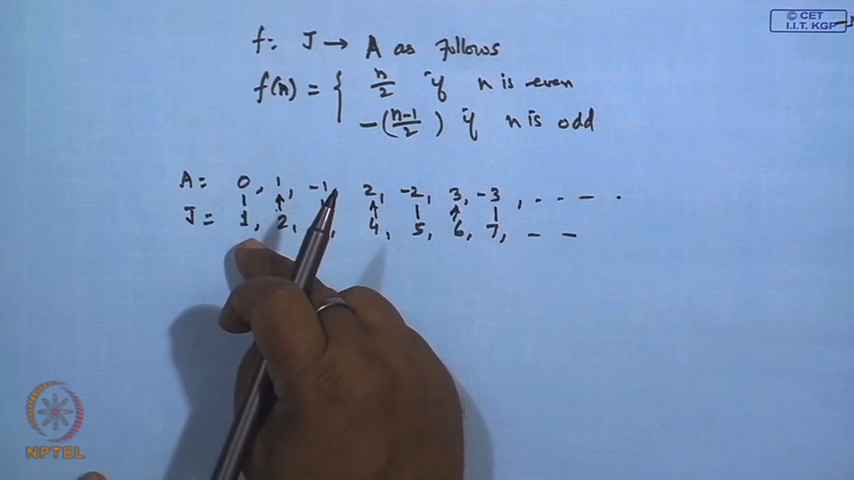 © CET
I.I.T. KGP
f: J → A as follows
f(n) = { n/2 if n is even
-(n-1/2) if n is odd
A: 0, 1, -1, 2, -2, 3, -3, - - - .
J = 1, 2, , 4, 5, 6, 7, - -
NPTEL